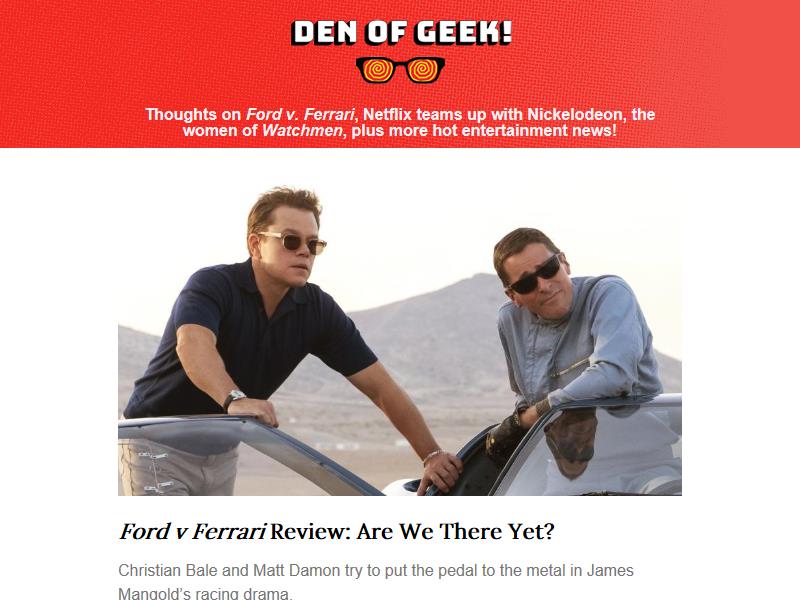 DEN OF GEEK!
Thoughts on Ford v. Ferrari, Netflix teams up with Nickelodeon, the
women of Watchmen, plus more hot entertainment news!
Ford v Ferrari Review: Are We There Yet?
Christian Bale and Matt Damon try to put the pedal to the metal in James
Mangold's racing drama.